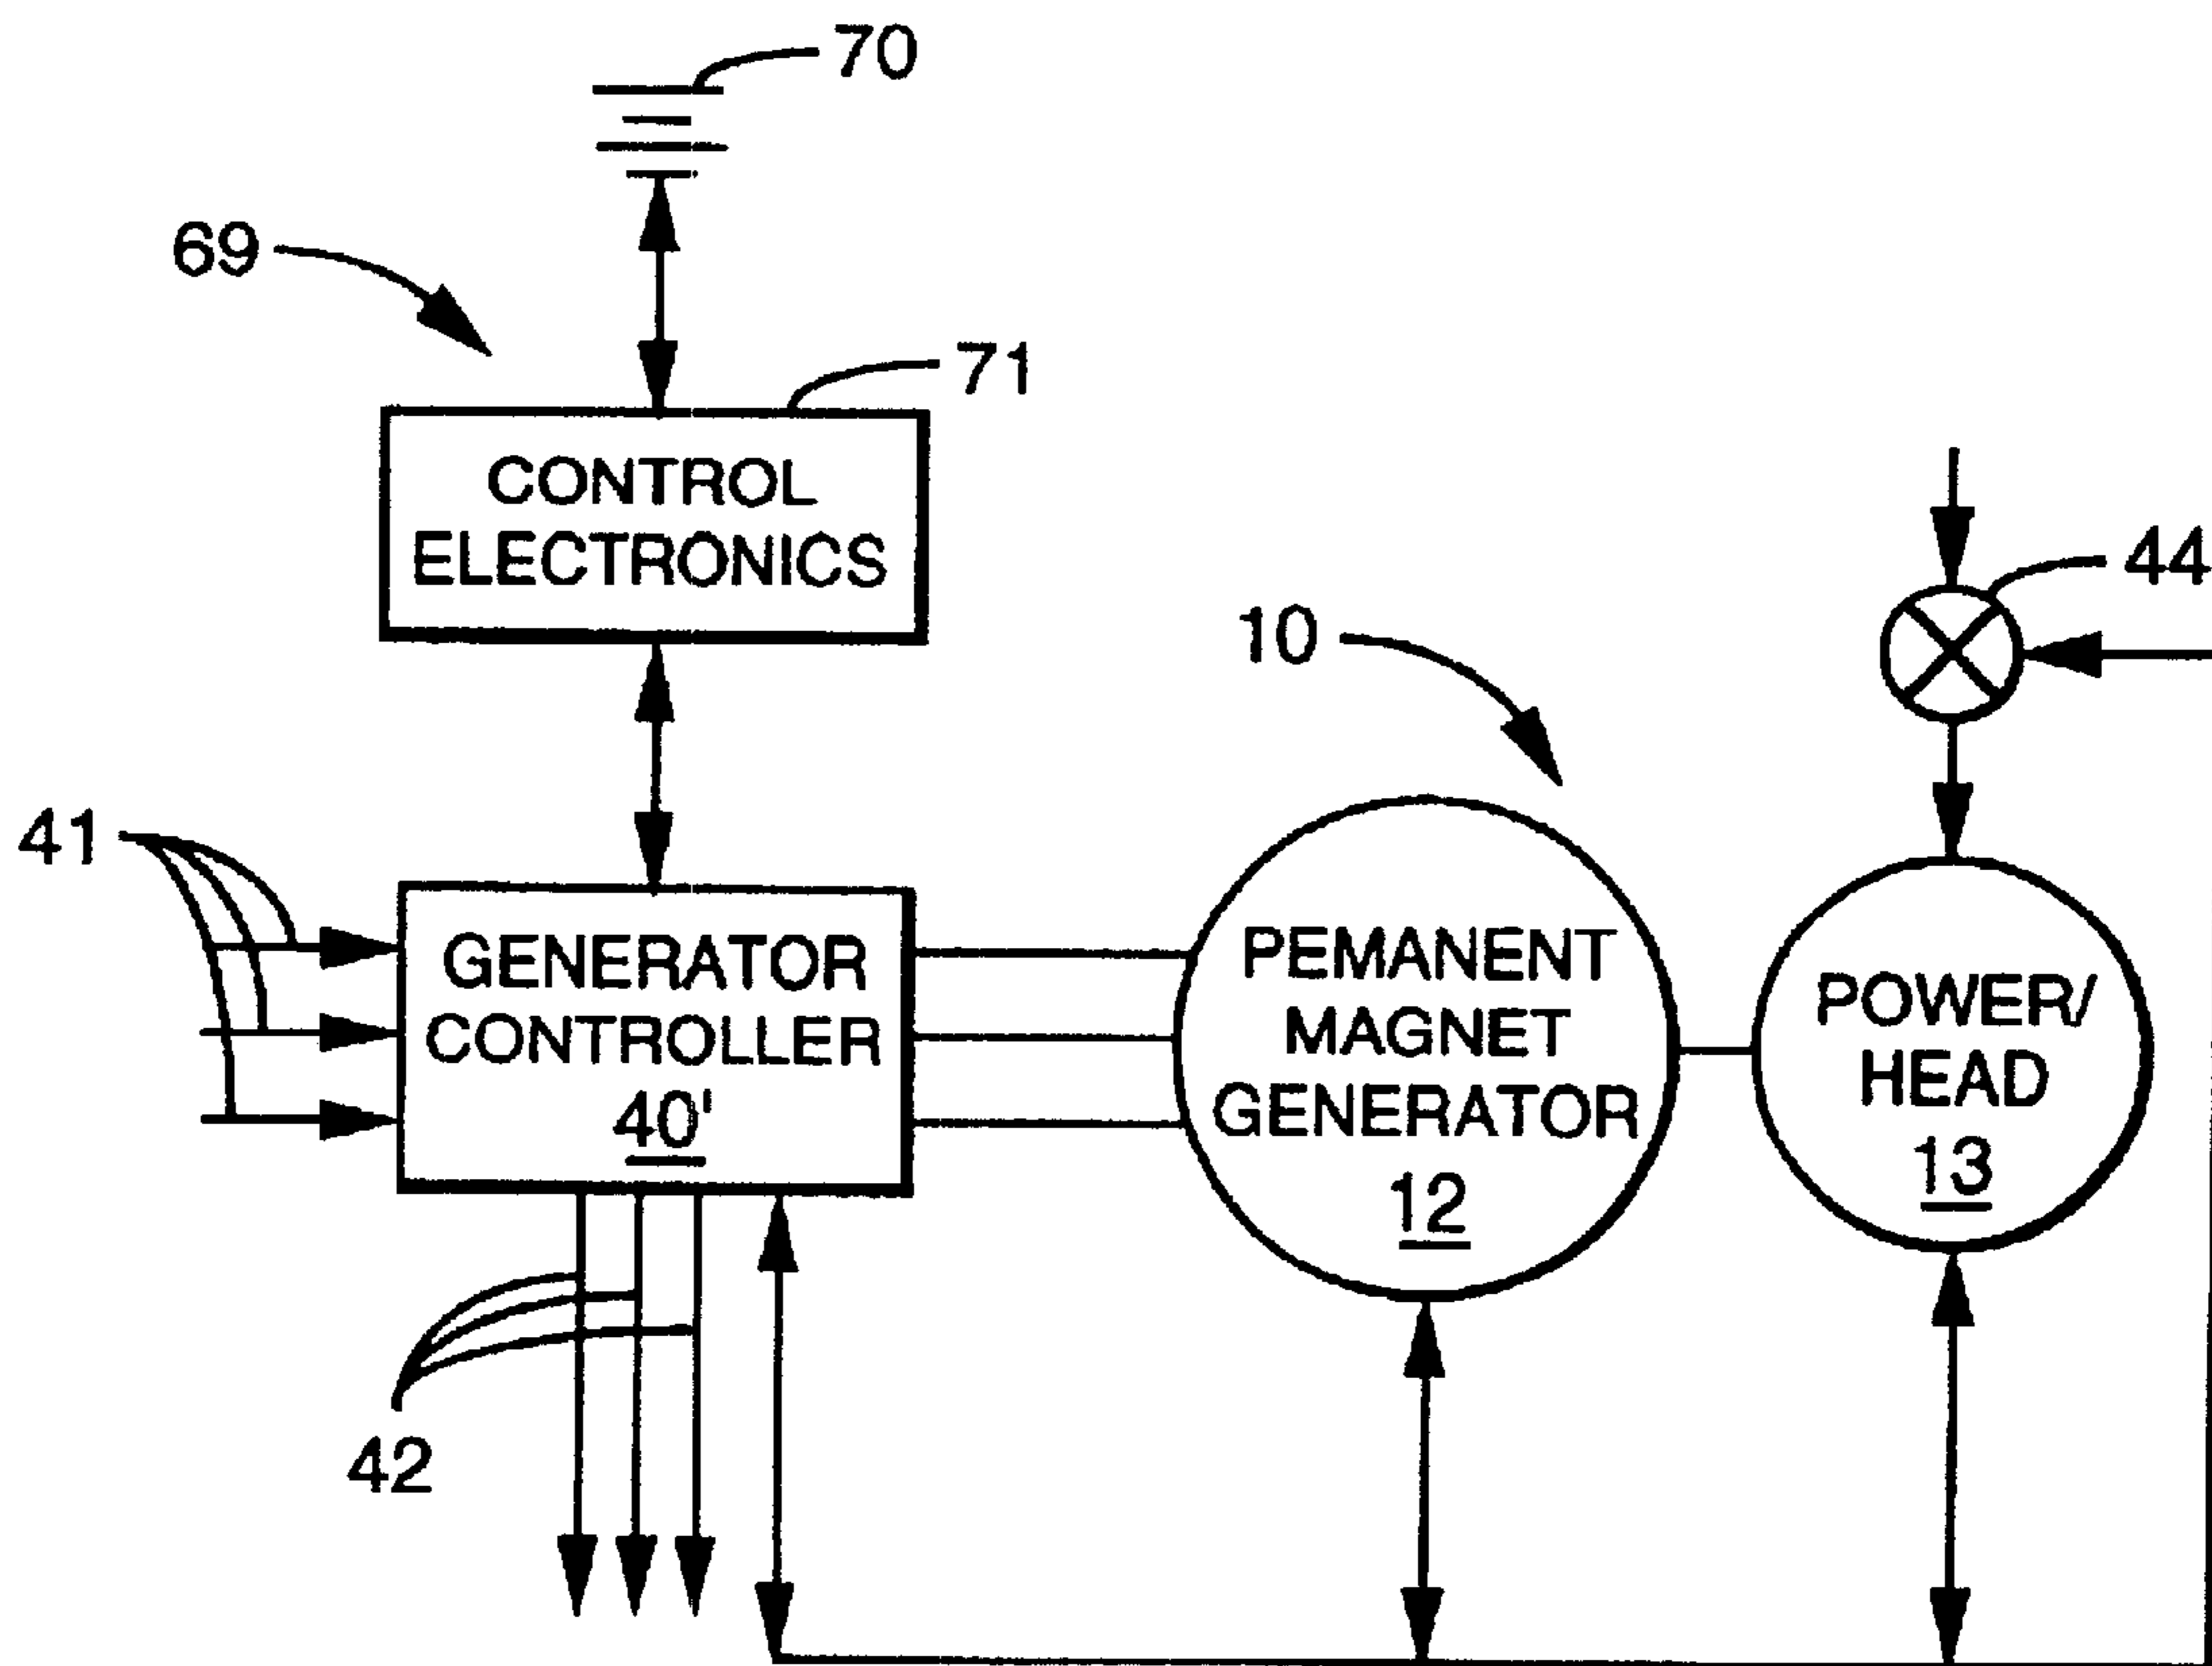 70
69
71
CONTROL
ELECTRONICS
44
10
41
GENERATOR
CONTROLLER
40'
PEMANENT
MAGNET
GENERATOR
12
POWER/
HEAD
13
42